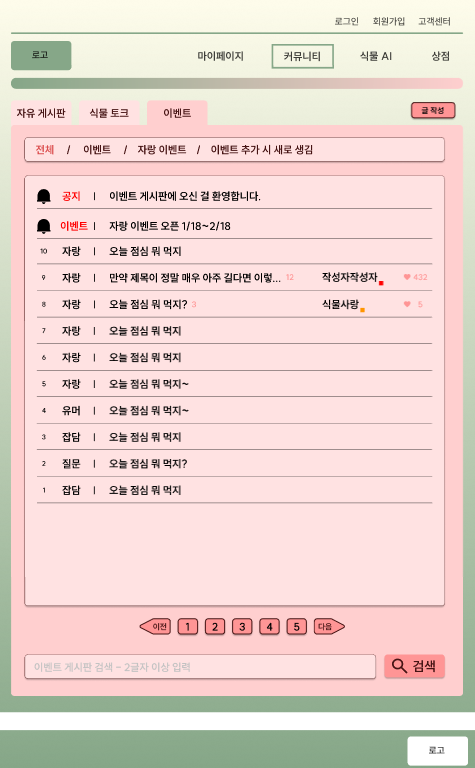 로그인 회원가입 고객센터
로고 마이페이지 커뮤니티 식물 AI 상점
자유 게시판 식물 토크 이벤트 글 작성
전체 / 이벤트 / 자랑 이벤트 / 이벤트 추가 시 새로 생김
공지 | 이벤트 게시판에 오신 걸 환영합니다.
이벤트 | 자랑 이벤트 오픈 1/18~2/18
10 자랑 | 오늘 점심 뭐 먹지
9 자랑 | 만약 제목이 정말 매우 아주 길다면 이렇... 12 작성자작성자 432
8 자랑 | 오늘 점심 뭐 먹지? 3 식물사랑 5
7 자랑 | 오늘 점심 뭐 먹지
6 자랑 | 오늘 점심 뭐 먹지
5 자랑 | 오늘 점심 뭐 먹지~
4 유머 | 오늘 점심 뭐 먹지~
3 잡담 | 오늘 점심 뭐 먹지
2 질문 | 오늘 점심 뭐 먹지?
1 잡담 | 오늘 점심 뭐 먹지
이전 1 2 3 4 5 다음
이벤트 게시판 검색 - 2글자 이상 입력 검색
로고